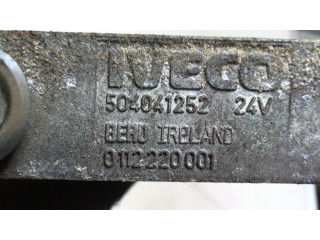 IVECO
504041252 24V
BERU IRELAND
0112220001